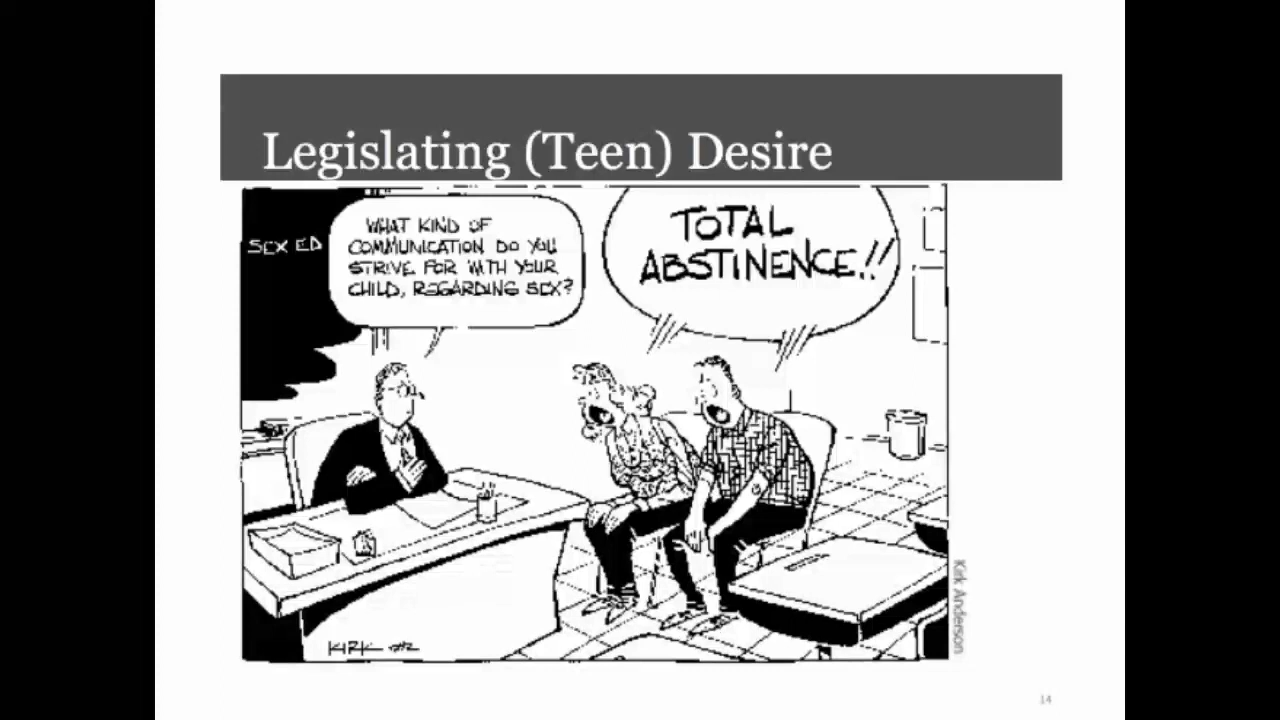 Legislating (Teen) Desire
SEX ED
WHAT KIND OF
COMMUNICATION DO YOU
STRIVE FOR WITH YOUR
CHILD, REGARDING SEX?
TOTAL
ABSTINENCE!!
KIRK
Kirk Anderson
14